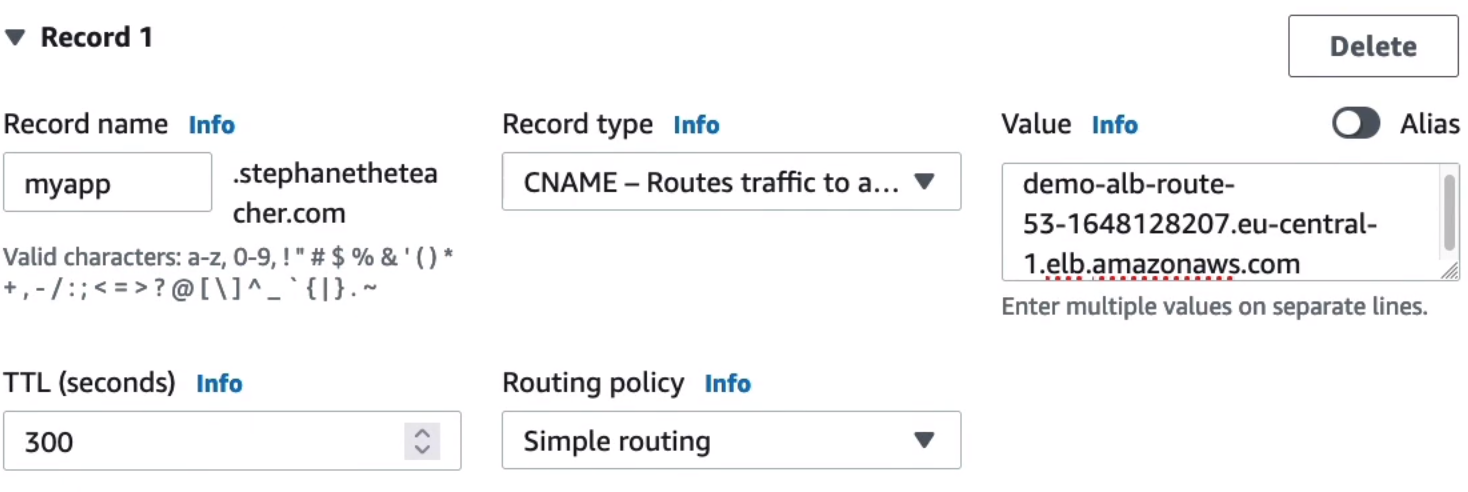 Record 1
Delete
Record name Info
myapp
.stephanethetea
cher.com
Valid characters: a-z, 0-9, ! " # $ % & ' ( ) *
+ , - / : ; < = > ? @ [ \ ] ^ _ ` { | } . ~
Record type Info
CNAME – Routes traffic to a...
Value Info
Alias
demo-alb-route-
53-1648128207.eu-central-
1.elb.amazonaws.com
Enter multiple values on separate lines.
TTL (seconds) Info
300
Routing policy Info
Simple routing